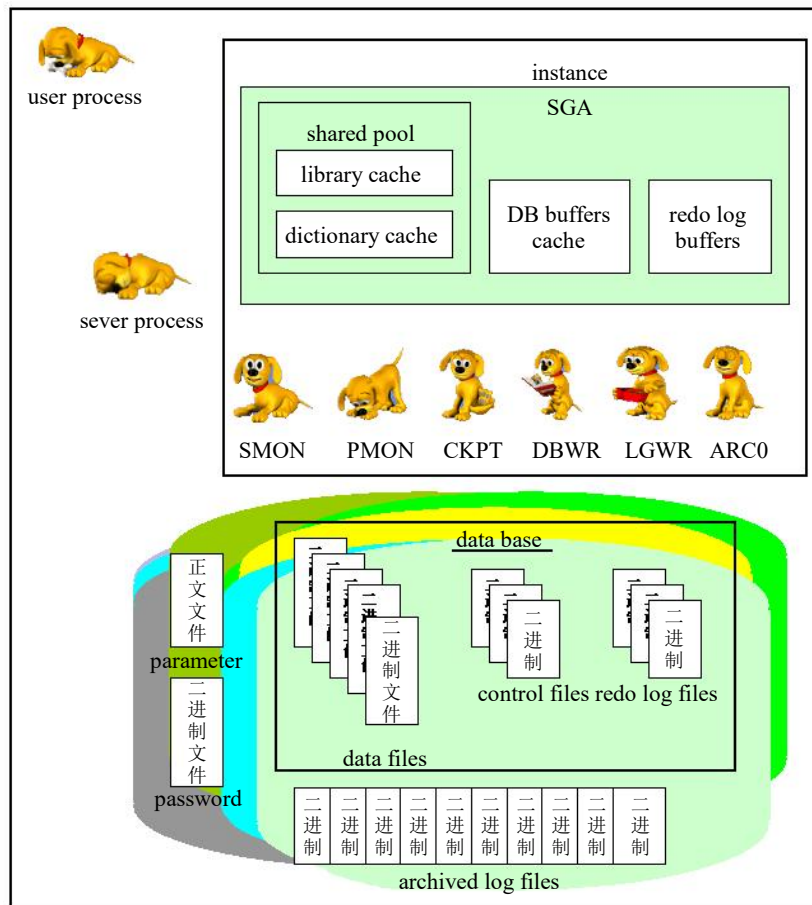 user process
instance
SGA
shared pool
library cache
dictionary cache
DB buffers
cache
redo log
buffers
sever process
SMON
PMON
CKPT
DBWR
LGWR
ARC0
data base
正文文件
parameter
二进制文件
password
二进制文件
data files
二进制
control files
二进制
redo log files
二进制
二进制
二进制
二进制
二进制
二进制
二进制
二进制
二进制
二进制
archived log files